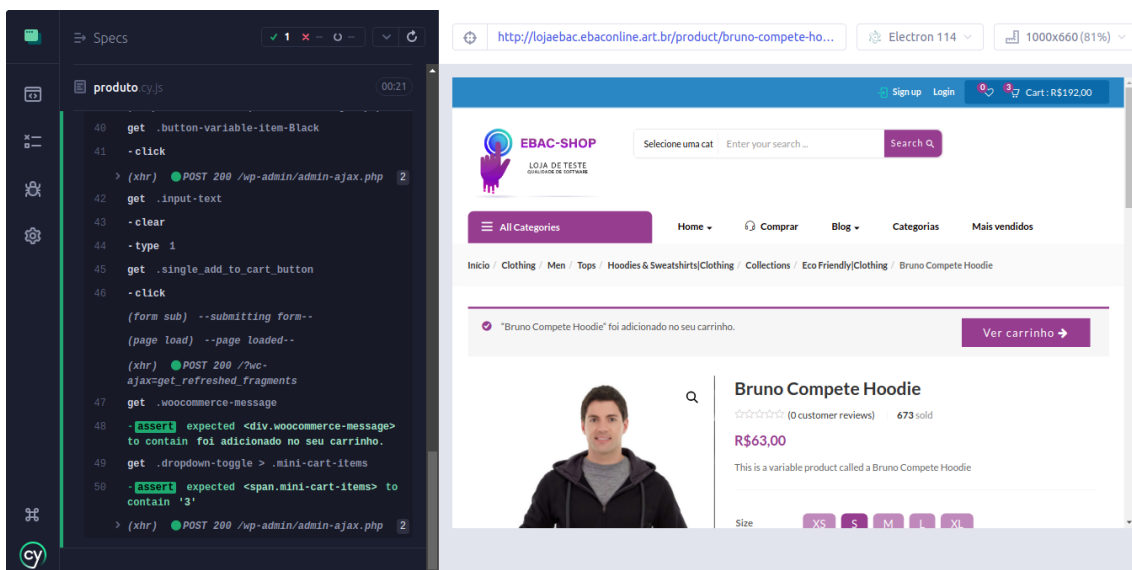 Specs
✓ 1 × -- --
produto.cy.js 00:21
40 get .button-variable-item-Black
41 -click
(xhr) POST 200 /wp-admin/admin-ajax.php 2
42 get .input-text
43 -clear
44 -type 1
45 get .single_add_to_cart_button
46 -click
(form sub) --submitting form--
(page load) --page loaded--
(xhr) POST 200 /?wc-
ajax=get_refreshed_fragments
47 get .woocommerce-message
48 -assert expected <div.woocommerce-message>
to contain foi adicionado no seu carrinho.
49 get .dropdown-toggle > .mini-cart-items
50 -assert expected <span.mini-cart-items> to
contain '3'
(xhr) POST 200 /wp-admin/admin-ajax.php 2
cy
http://lojaebac.ebaconline.art.br/product/bruno-compete-ho...
Electron 114
1000x660 (81%)
Sign up Login 0 3 Cart : R$192,00
EBAC-SHOP
LOJA DE TESTE
QUALIDADE DE SOFTWARE
Selecione uma cat Enter your search ... Search
All Categories Home Comprar Blog Categorias Mais vendidos
Início / Clothing / Men / Tops / Hoodies & Sweatshirts|Clothing / Collections / Eco Friendly|Clothing / Bruno Compete Hoodie
"Bruno Compete Hoodie" foi adicionado no seu carrinho.
Ver carrinho →
Bruno Compete Hoodie
(0 customer reviews) 673 sold
R$63,00
This is a variable product called a Bruno Compete Hoodie
Size XS S M L XL